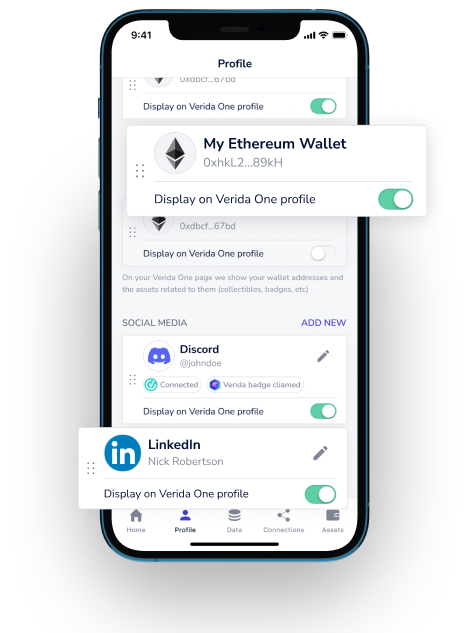 9:41
Profile
0xdbcf...67bd
Display on Verida One profile
My Ethereum Wallet
0xhkL2...89kH
Display on Verida One profile
0xdbcf...67bd
Display on Verida One profile
On your Verida One page we show your wallet addresses and
the assets related to them (collectibles, badges, etc)
SOCIAL MEDIA ADD NEW
Discord
@johndoe
Connected Verida badge cliamed
Display on Verida One profile
in LinkedIn
Nick Robertson
Display on Verida One profile
Home Profile Data Connections Assets